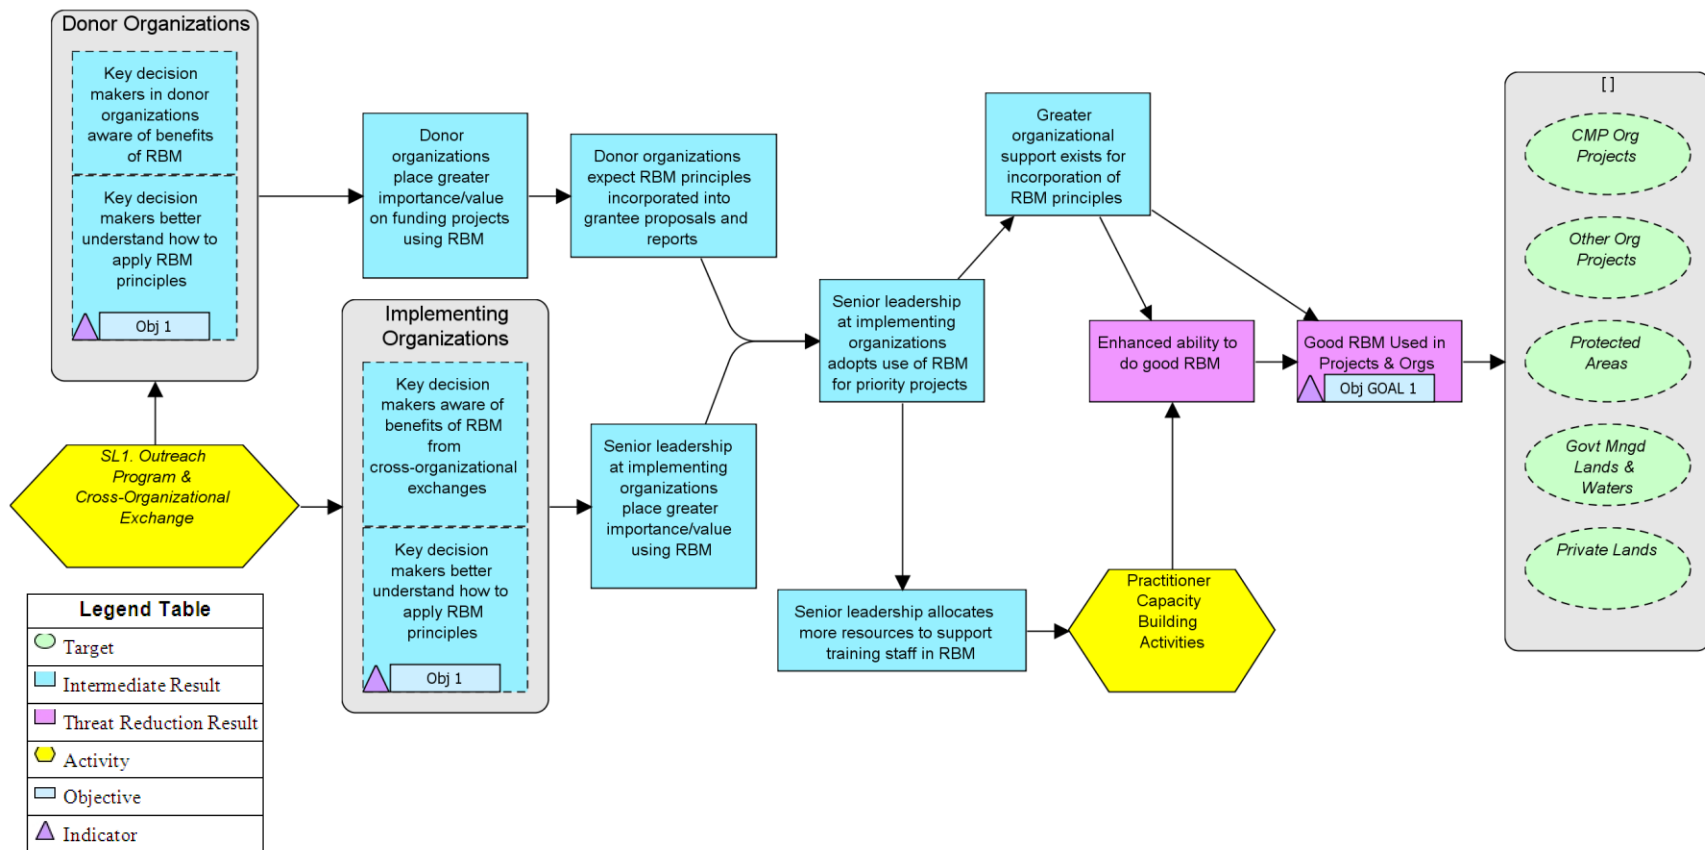 Donor Organizations
Key decision
makers in donor
organizations
aware of benefits
of RBM
Key decision
makers better
understand how to
apply RBM
principles
Obj 1
Donor
organizations
place greater
importance/value
on funding projects
using RBM
Donor organizations
expect RBM principles
incorporated into
grantee proposals and
reports
Implementing
Organizations
Key decision
makers aware of
benefits of RBM
from
cross-organizational
exchanges
Key decision
makers better
understand how to
apply RBM
principles
Obj 1
SL1. Outreach
Program &
Cross-Organizational
Exchange
Senior leadership
at implementing
organizations
place greater
importance/value
using RBM
Senior leadership
at implementing
organizations
adopts use of RBM
for priority projects
Greater
organizational
support exists for
incorporation of
RBM principles
Senior leadership allocates
more resources to support
training staff in RBM
Practitioner
Capacity
Building
Activities
Enhanced ability to
do good RBM
Good RBM Used in
Projects & Orgs
Obj GOAL 1
[ ]
CMP Org
Projects
Other Org
Projects
Protected
Areas
Govt Mngd
Lands &
Waters
Private Lands
Legend Table
Target
Intermediate Result
Threat Reduction Result
Activity
Objective
Indicator